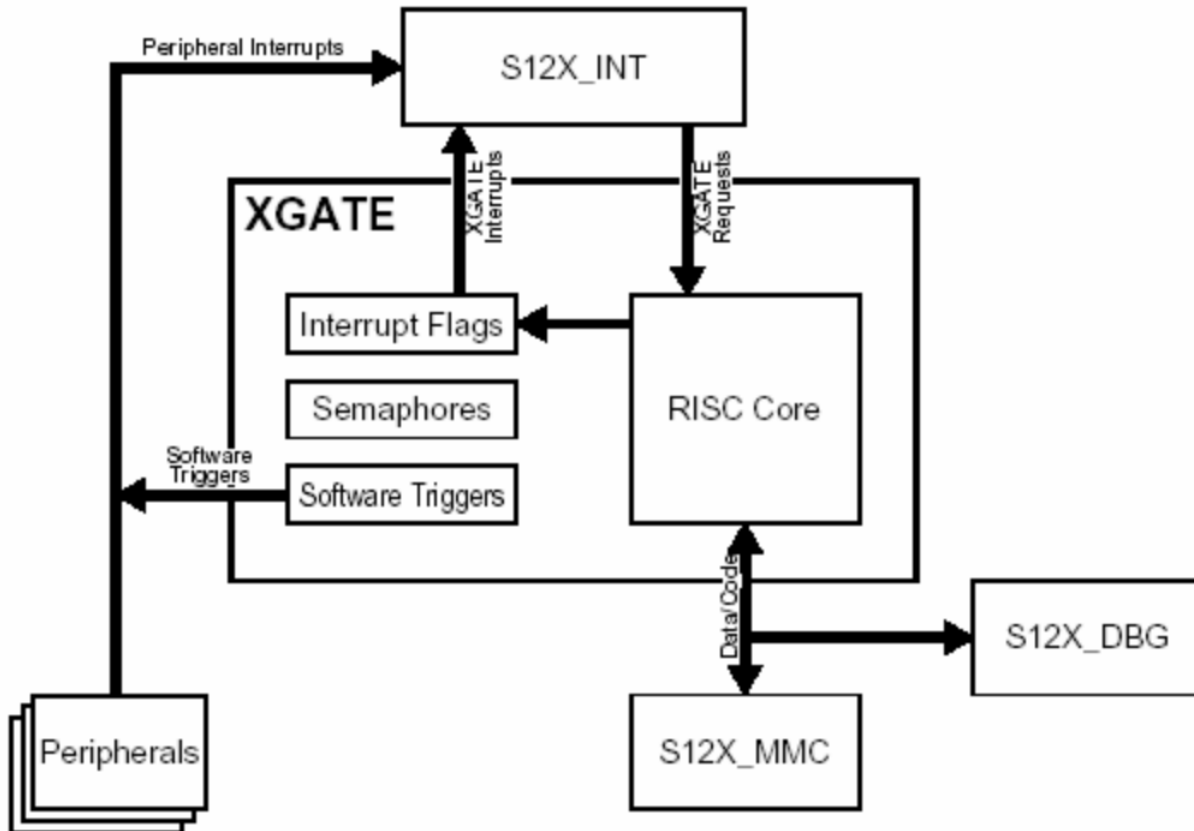 Peripheral Interrupts
S12X_INT
XGATE
Interrupts
XGATE
Requests
XGATE
Interrupt Flags
Semaphores
RISC Core
Software
Triggers
Software Triggers
Data/Code
S12X_DBG
Peripherals
S12X_MMC